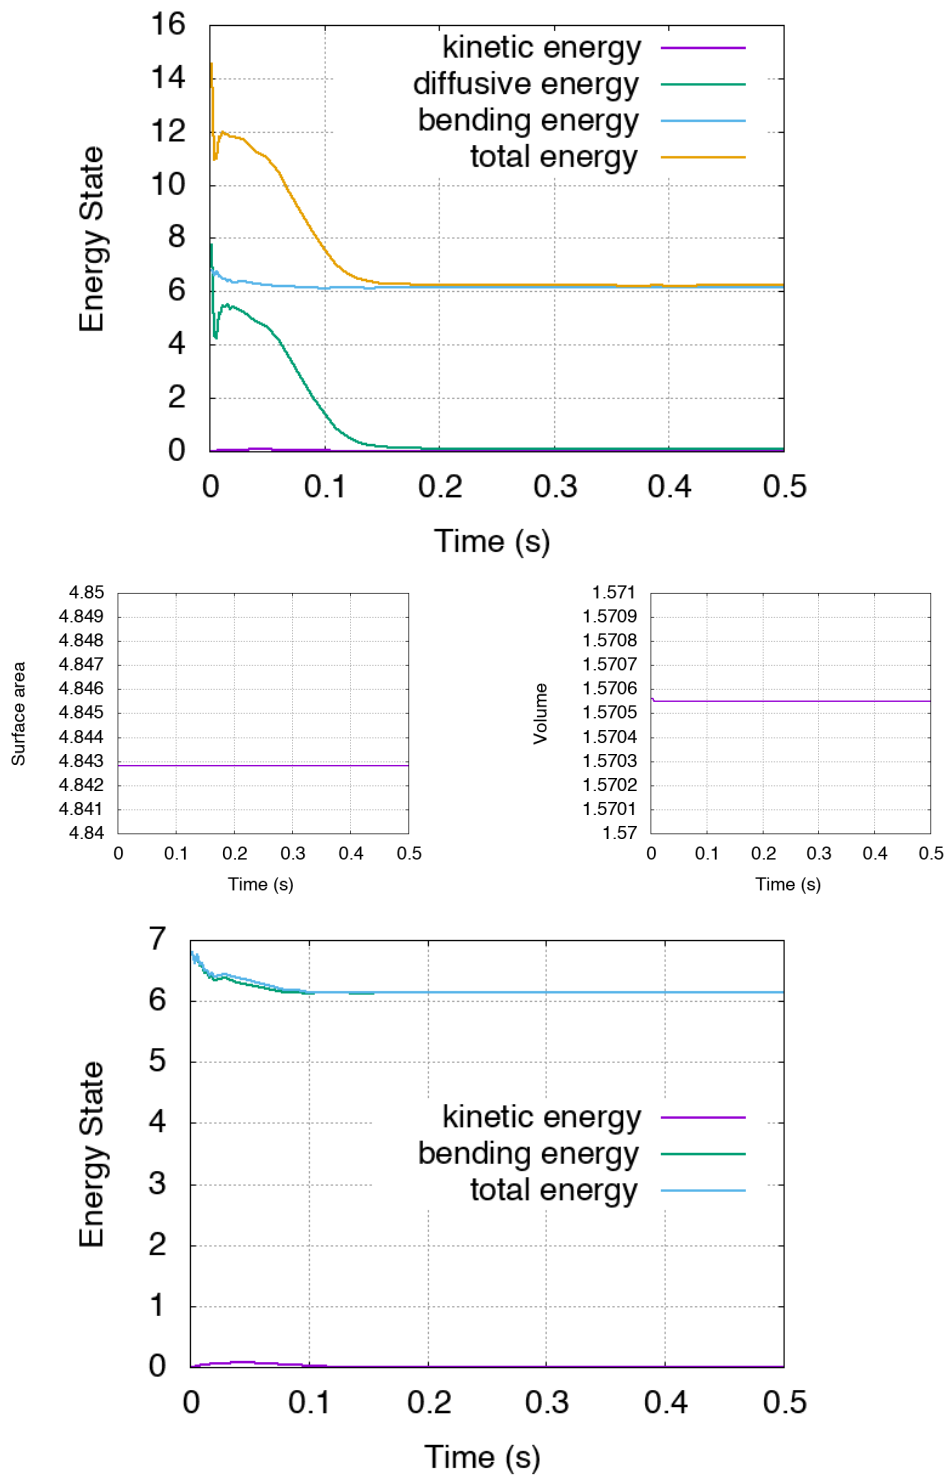 16
14
12
10
8
6
4
2
0
Energy State
kinetic energy
diffusive energy
bending energy
total energy
0 0.1 0.2 0.3 0.4 0.5
Time (s)
4.85
4.849
4.848
4.847
4.846
4.845
4.844
4.843
4.842
4.841
4.84
Surface area
0 0.1 0.2 0.3 0.4 0.5
Time (s)
1.571
1.5709
1.5708
1.5707
1.5706
1.5705
1.5704
1.5703
1.5702
1.5701
1.57
Volume
0 0.1 0.2 0.3 0.4 0.5
Time (s)
7
6
5
4
3
2
1
0
Energy State
kinetic energy
bending energy
total energy
0 0.1 0.2 0.3 0.4 0.5
Time (s)